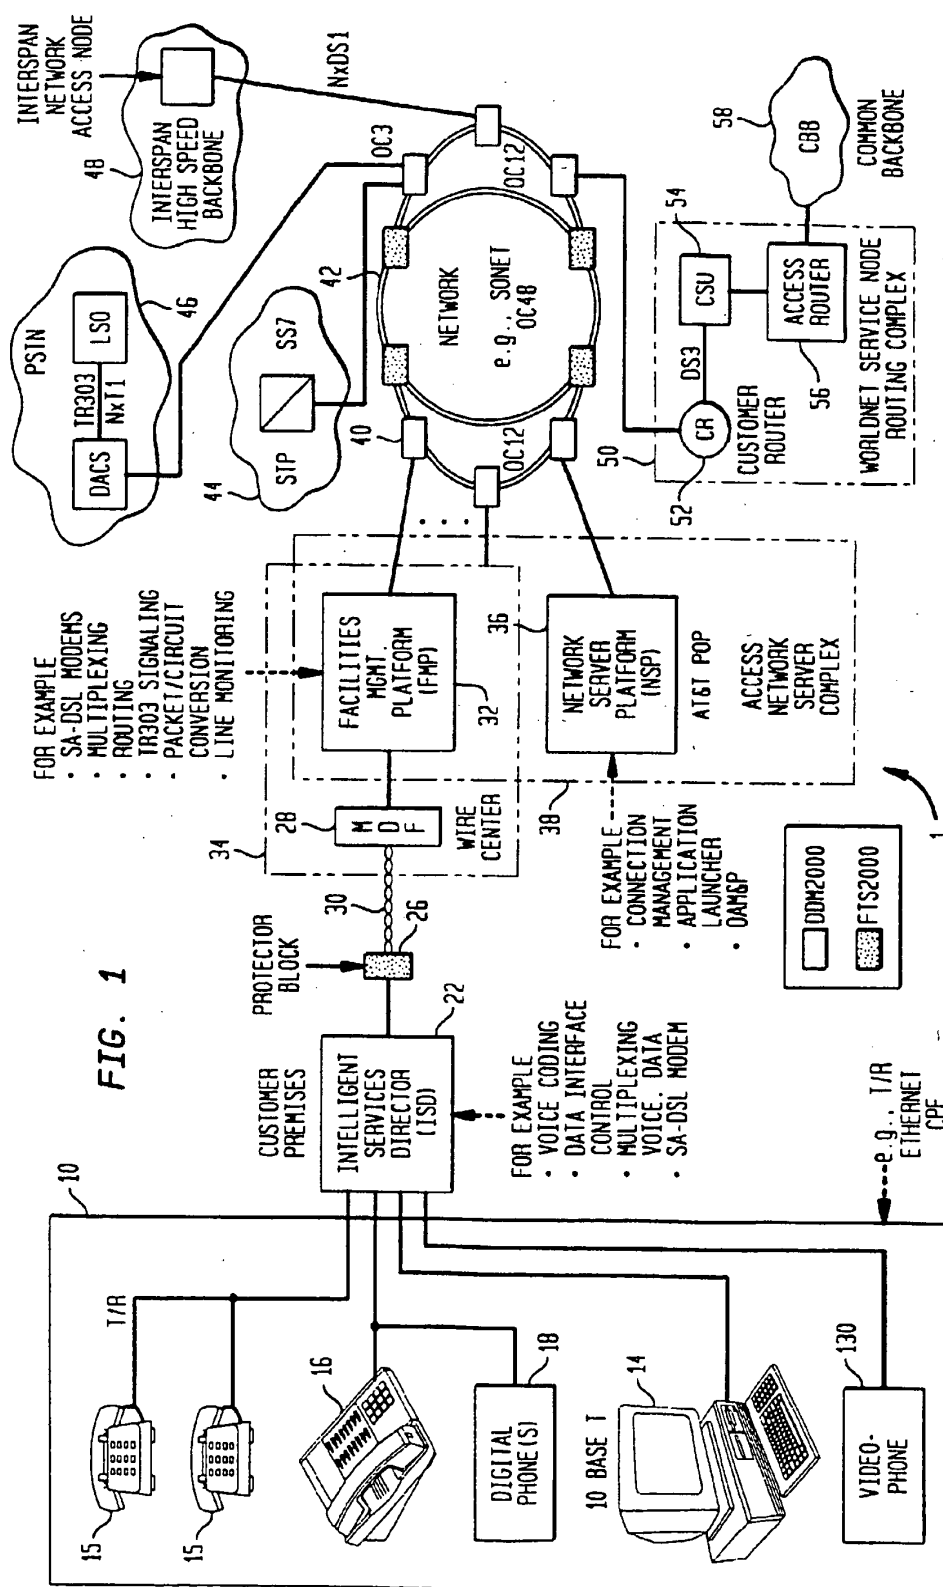 FIG. 1
10
T/R
15
15
16
DIGITAL
PHONE(S)
18
10 BASE T
14
VIDEO-
PHONE
130
e.g., T/R
ETHERNET
CPE
CUSTOMER
PREMISES
INTELLIGENT
SERVICES
DIRECTOR
(ISD)
22
FOR EXAMPLE
· VOICE CODING
· DATA INTERFACE
CONTROL
· MULTIPLEXING
VOICE. DATA
· SA-DSL MODEM
PROTECTOR
BLOCK
26
30
34
28
M
D
F
WIRE
CENTER
FOR EXAMPLE
· SA-DSL MODEMS
· MULTIPLEXING
· ROUTING
· TR303 SIGNALING
· PACKET/CIRCUIT
CONVERSION
· LINE MONITORING
FACILITIES
MGMT.
PLATFORM
(FMP)
32
38
NETWORK
SERVER
PLATFORM
(NSP)
36
AT&T POP
ACCESS
NETWORK
SERVER
COMPLEX
FOR EXAMPLE
· CONNECTION
MANAGEMENT
· APPLICATION
LAUNCHER
· OAM&P
DDM2000
FTS2000
1
PSTN
DACS
TR303
NxT1
LSO
46
44
STP
SS7
48
INTERSPAN
HIGH SPEED
BACKBONE
INTERSPAN
NETWORK
ACCESS NODE
NxDS1
OC3
40
42
OC12
OC12
NETWORK
e.g., SONET
OC48
50
CR
52
CUSTOMER
ROUTER
DS3
CSU
54
ACCESS
ROUTER
56
WORLDNET SERVICE NODE
ROUTING COMPLEX
CBB
58
COMMON
BACKBONE